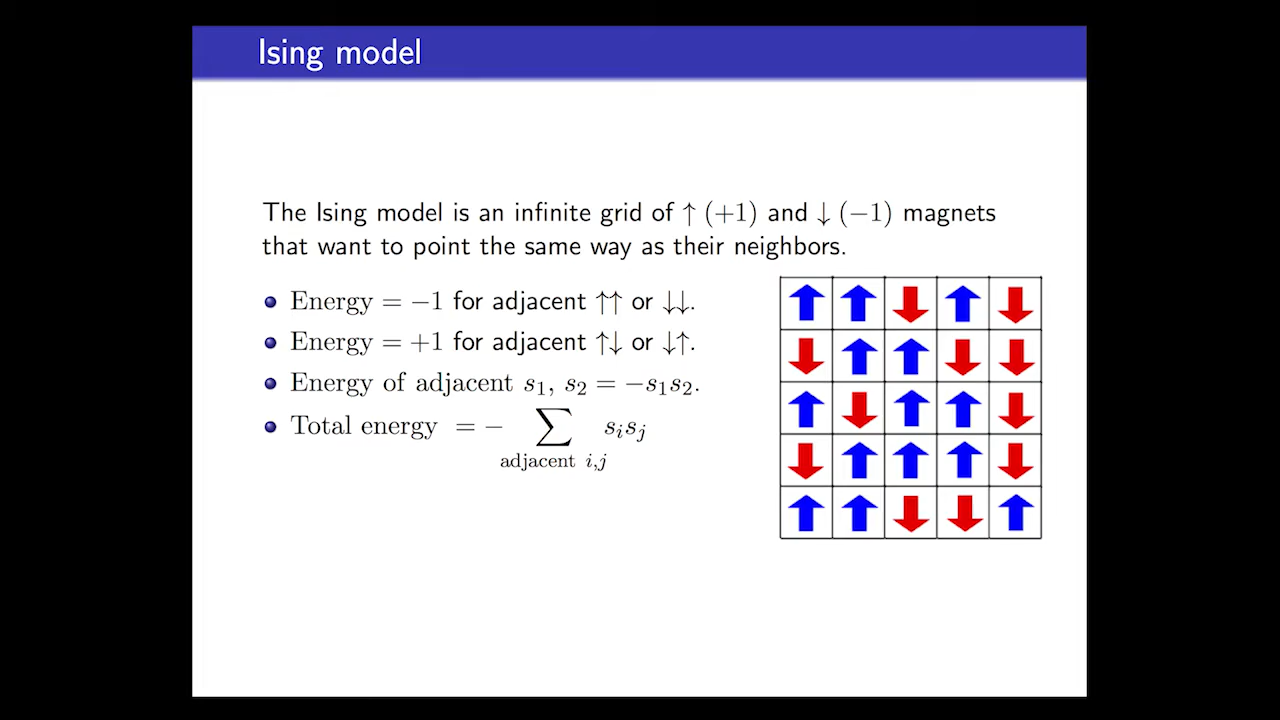 Ising model
The Ising model is an infinite grid of ↑ (+1) and ↓ (−1) magnets
that want to point the same way as their neighbors.
Energy = −1 for adjacent ↑↑ or ↓↓.
Energy = +1 for adjacent ↑↓ or ↓↑.
Energy of adjacent s₁, s₂ = −s₁s₂.
Total energy = − ∑ sᵢsⱼ
adjacent i,j